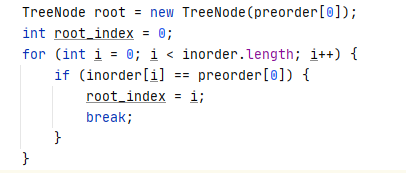 TreeNode root = new TreeNode(preorder[0]);
int root_index = 0;
for (int i = 0; i < inorder.length; i++) {
    if (inorder[i] == preorder[0]) {
        root_index = i;
        break;
    }
}